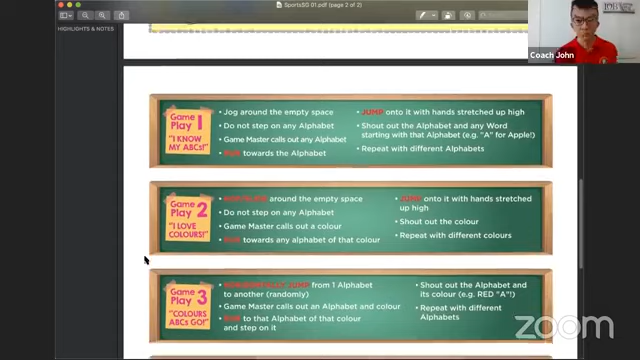 SportsSG.01.pdf (page 2 of 2)
HIGHLIGHTS & NOTES
Coach John
Game
Play 1
"I KNOW
MY ABCs!"
• Jog around the empty space
• Do not step on any Alphabet
• Game Master calls out any Alphabet
towards the Alphabet
• JUMP onto it with hands stretched up high
• Shout out the Alphabet and any Word
starting with that Alphabet (e.g. "A" for Apple!)
• Repeat with different Alphabets
Game
Play 2
"I LOVE
COLOURS!"
around the empty space
• Do not step on any Alphabet
• Game Master calls out a colour
towards any alphabet of that colour
• JUMP onto it with hands stretched
up high
• Shout out the colour
• Repeat with different colours
Game
Play 3
"COLOURS
ABCs GO!"
JUMP from 1 Alphabet
to another (randomly)
• Game Master calls out an Alphabet and colour
to that Alphabet of that colour
and step on it
• Shout out the Alphabet and
its colour (e.g. RED "A"!)
• Repeat with different
Alphabets
zoom